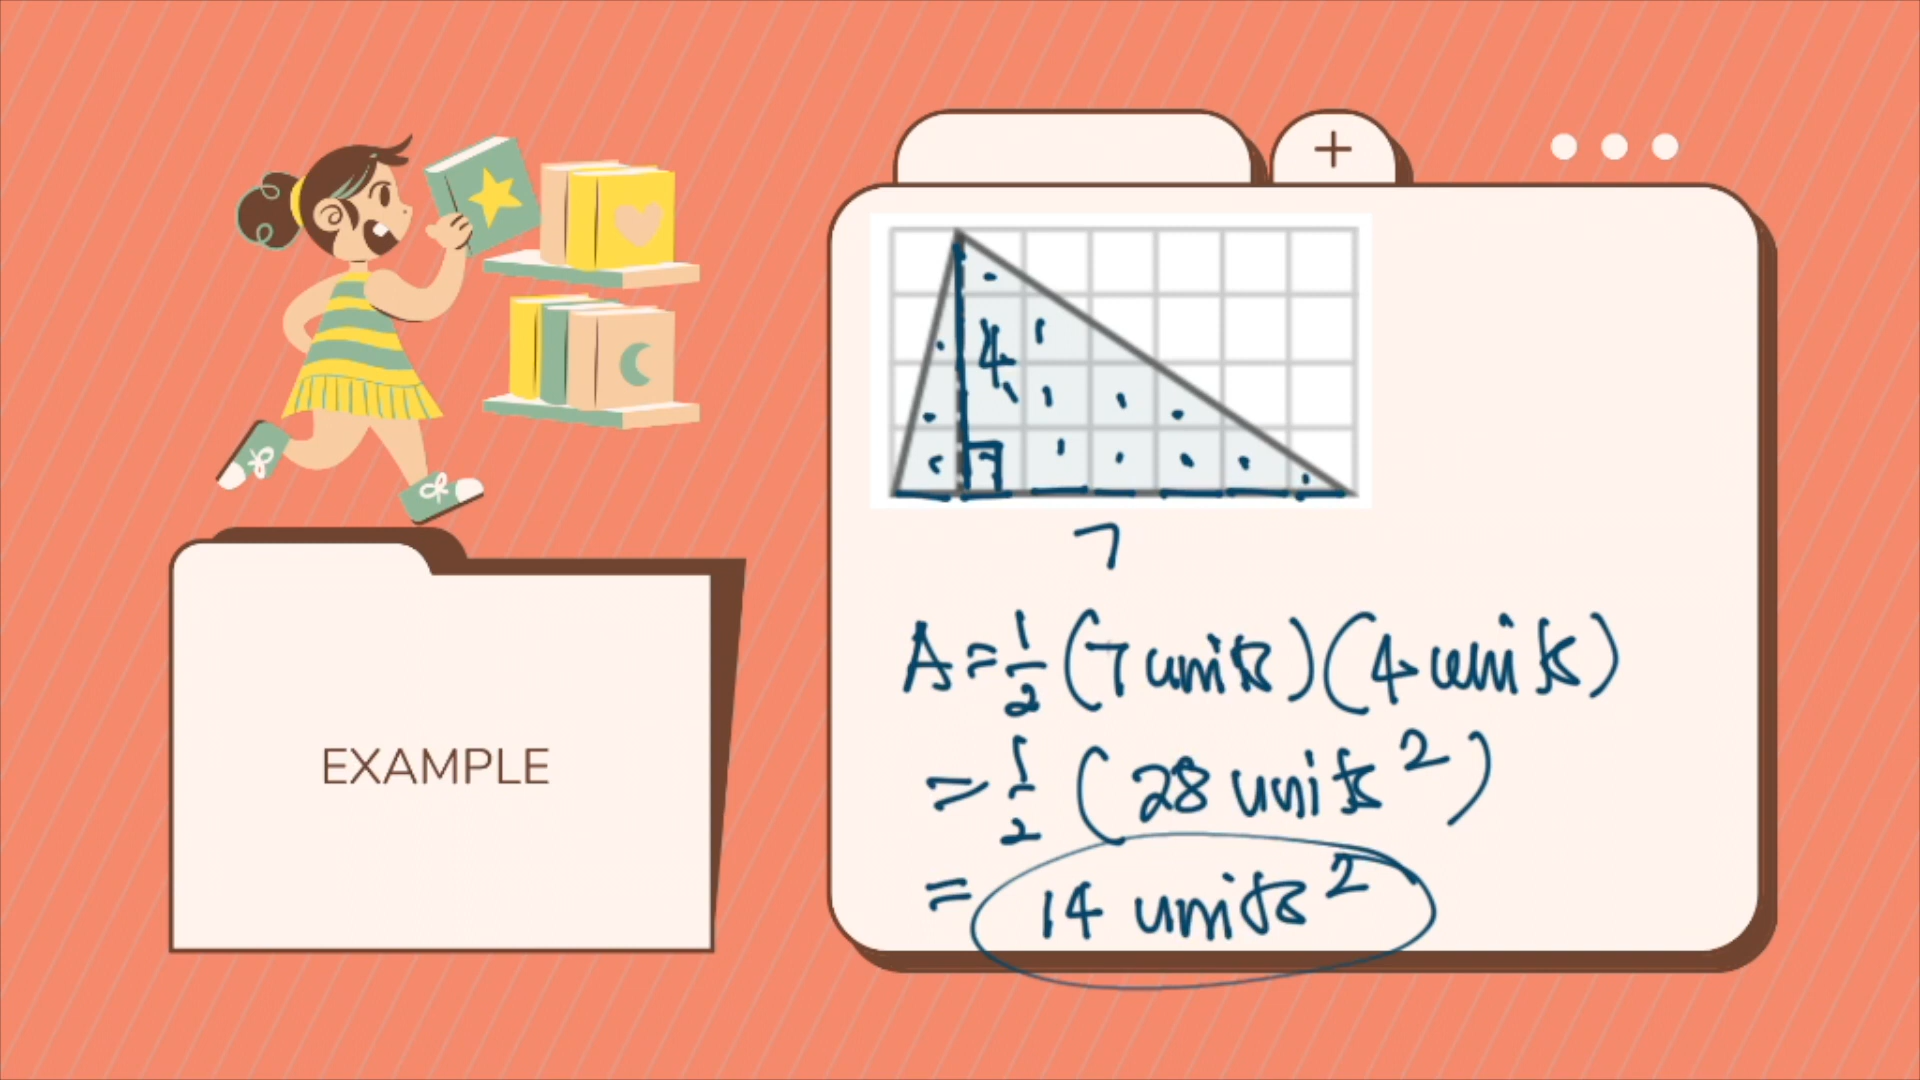 +
4
7
A = 1/2 (7 units)(4 units)
= 1/2 (28 units²)
= 14 units²
EXAMPLE